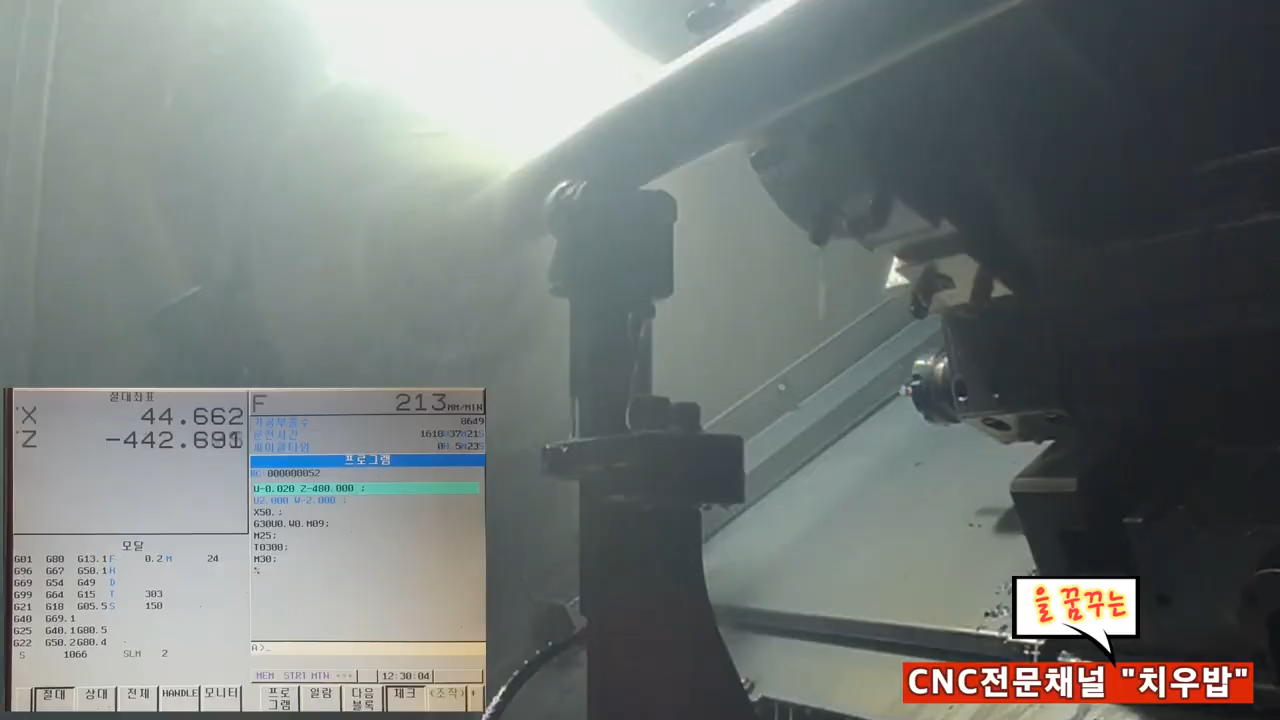 절대좌표
X 44.662
Z
F 213 MM/MIN
가공부품수 8649
운전시간 1618H37M21S
싸이클타임 0H 5M23S
프로그램
000000052
U-0.020 Z-480.000 ;
U2.000 W-2.000 ;
X50.;
G30U0.W0.M09;
M25;
T0300;
M30;
%
모달
G01 G80 G13.1 F 0.2 M 24
G96 G67 G50.1 H
G69 G54 G49 D
G99 G64 G15 T 303
G21 G18 G05.5 S 150
G40 G69.1
G25 G40.1 G80.5
G22 G50.2 G80.4
S 1066 SLM 2
A>_
MEM STRT MTN *** 12:30:04
절대 상대 전체 HANDLE 모니터
프로그램 알람 다음블록 체크 (조작)
을 꿈꾸는
CNC전문채널 "치우밥"